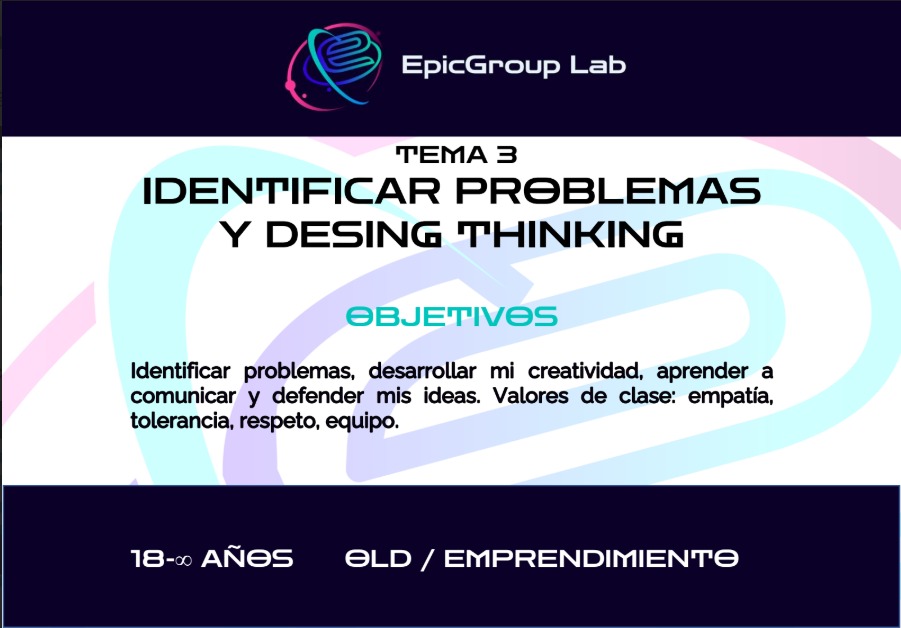 EpicGroup Lab
TEMA 3
IDENTIFICAR PROBLEMAS
Y DESING THINKING
OBJETIVOS
Identificar problemas, desarrollar mi creatividad, aprender a
comunicar y defender mis ideas. Valores de clase: empatía,
tolerancia, respeto, equipo.
18-∞ AÑOS OLD / EMPRENDIMIENTO